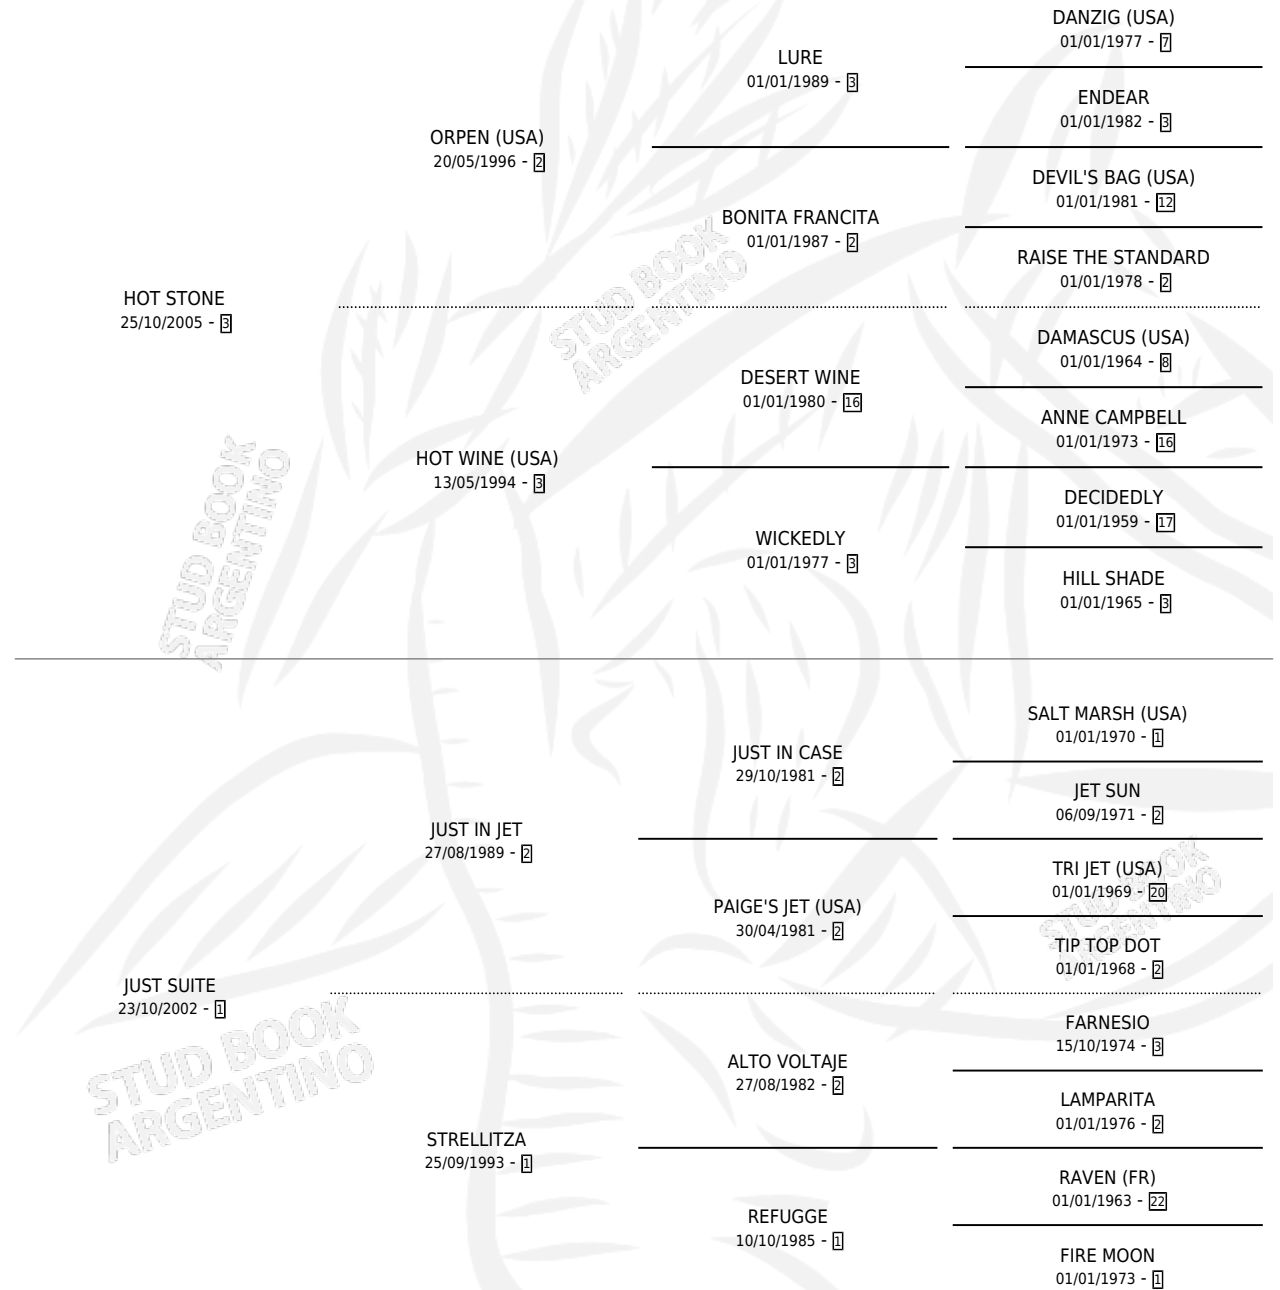 DANZIG (USA)
01/01/1977 - 7
LURE
01/01/1989 - 3
ENDEAR
01/01/1982 - 3
ORPEN (USA)
20/05/1996 - 2
DEVIL'S BAG (USA)
01/01/1981 - 12
BONITA FRANCITA
01/01/1987 - 2
RAISE THE STANDARD
01/01/1978 - 2
HOT STONE
25/10/2005 - 3
DAMASCUS (USA)
01/01/1964 - 8
DESERT WINE
01/01/1980 - 16
ANNE CAMPBELL
01/01/1973 - 16
HOT WINE (USA)
13/05/1994 - 3
DECIDEDLY
01/01/1959 - 17
WICKEDLY
01/01/1977 - 3
HILL SHADE
01/01/1965 - 3
SALT MARSH (USA)
01/01/1970 - 1
JUST IN CASE
29/10/1981 - 2
JET SUN
06/09/1971 - 2
JUST IN JET
27/08/1989 - 2
TRI JET (USA)
01/01/1969 - 20
PAIGE'S JET (USA)
30/04/1981 - 2
TIP TOP DOT
01/01/1968 - 2
JUST SUITE
23/10/2002 - 1
FARNESIO
15/10/1974 - 3
ALTO VOLTAJE
27/08/1982 - 2
LAMPARITA
01/01/1976 - 2
STRELLITZA
25/09/1993 - 1
RAVEN (FR)
01/01/1963 - 22
REFUGGE
10/10/1985 - 1
FIRE MOON
01/01/1973 - 1
STUD BOOK
ARGENTINO
STUD BOOK
ARGENTINO
STUD BOOK
ARGENTINO
STUD BOOK
ARGENTINO